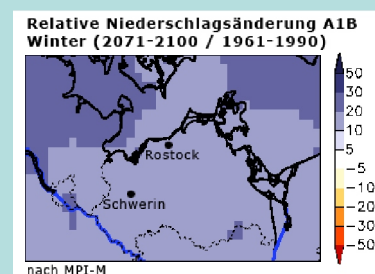 Relative Niederschlagsänderung A1B
Winter (2071-2100 / 1961-1990)
50
30
20
10
5
-5
-10
-20
-30
-50
Rostock
Schwerin
nach MPI-M